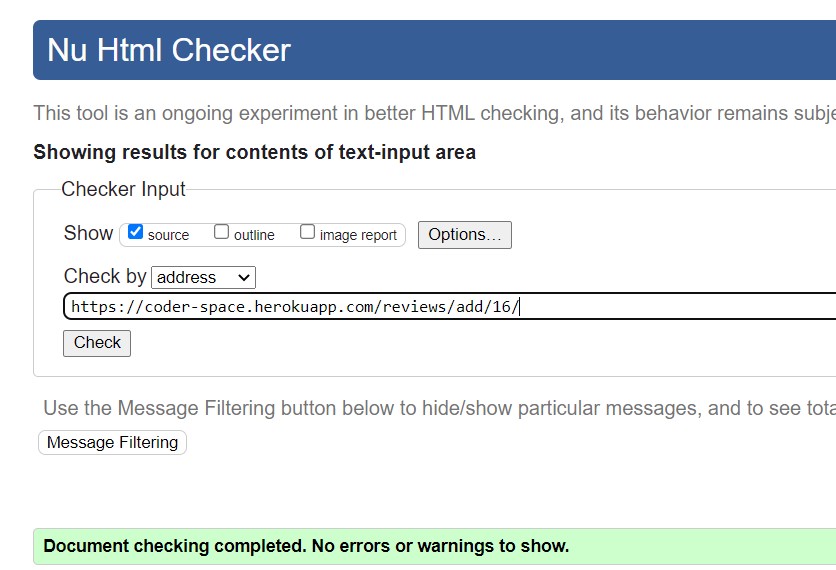 Nu Html Checker
This tool is an ongoing experiment in better HTML checking, and its behavior remains
Showing results for contents of text-input area
Checker Input
Show source outline image report Options...
Check by address
https://coder-space.herokuapp.com/reviews/add/16/
Check
Use the Message Filtering button below to hide/show particular messages, and to see
Message Filtering
Document checking completed. No errors or warnings to show.